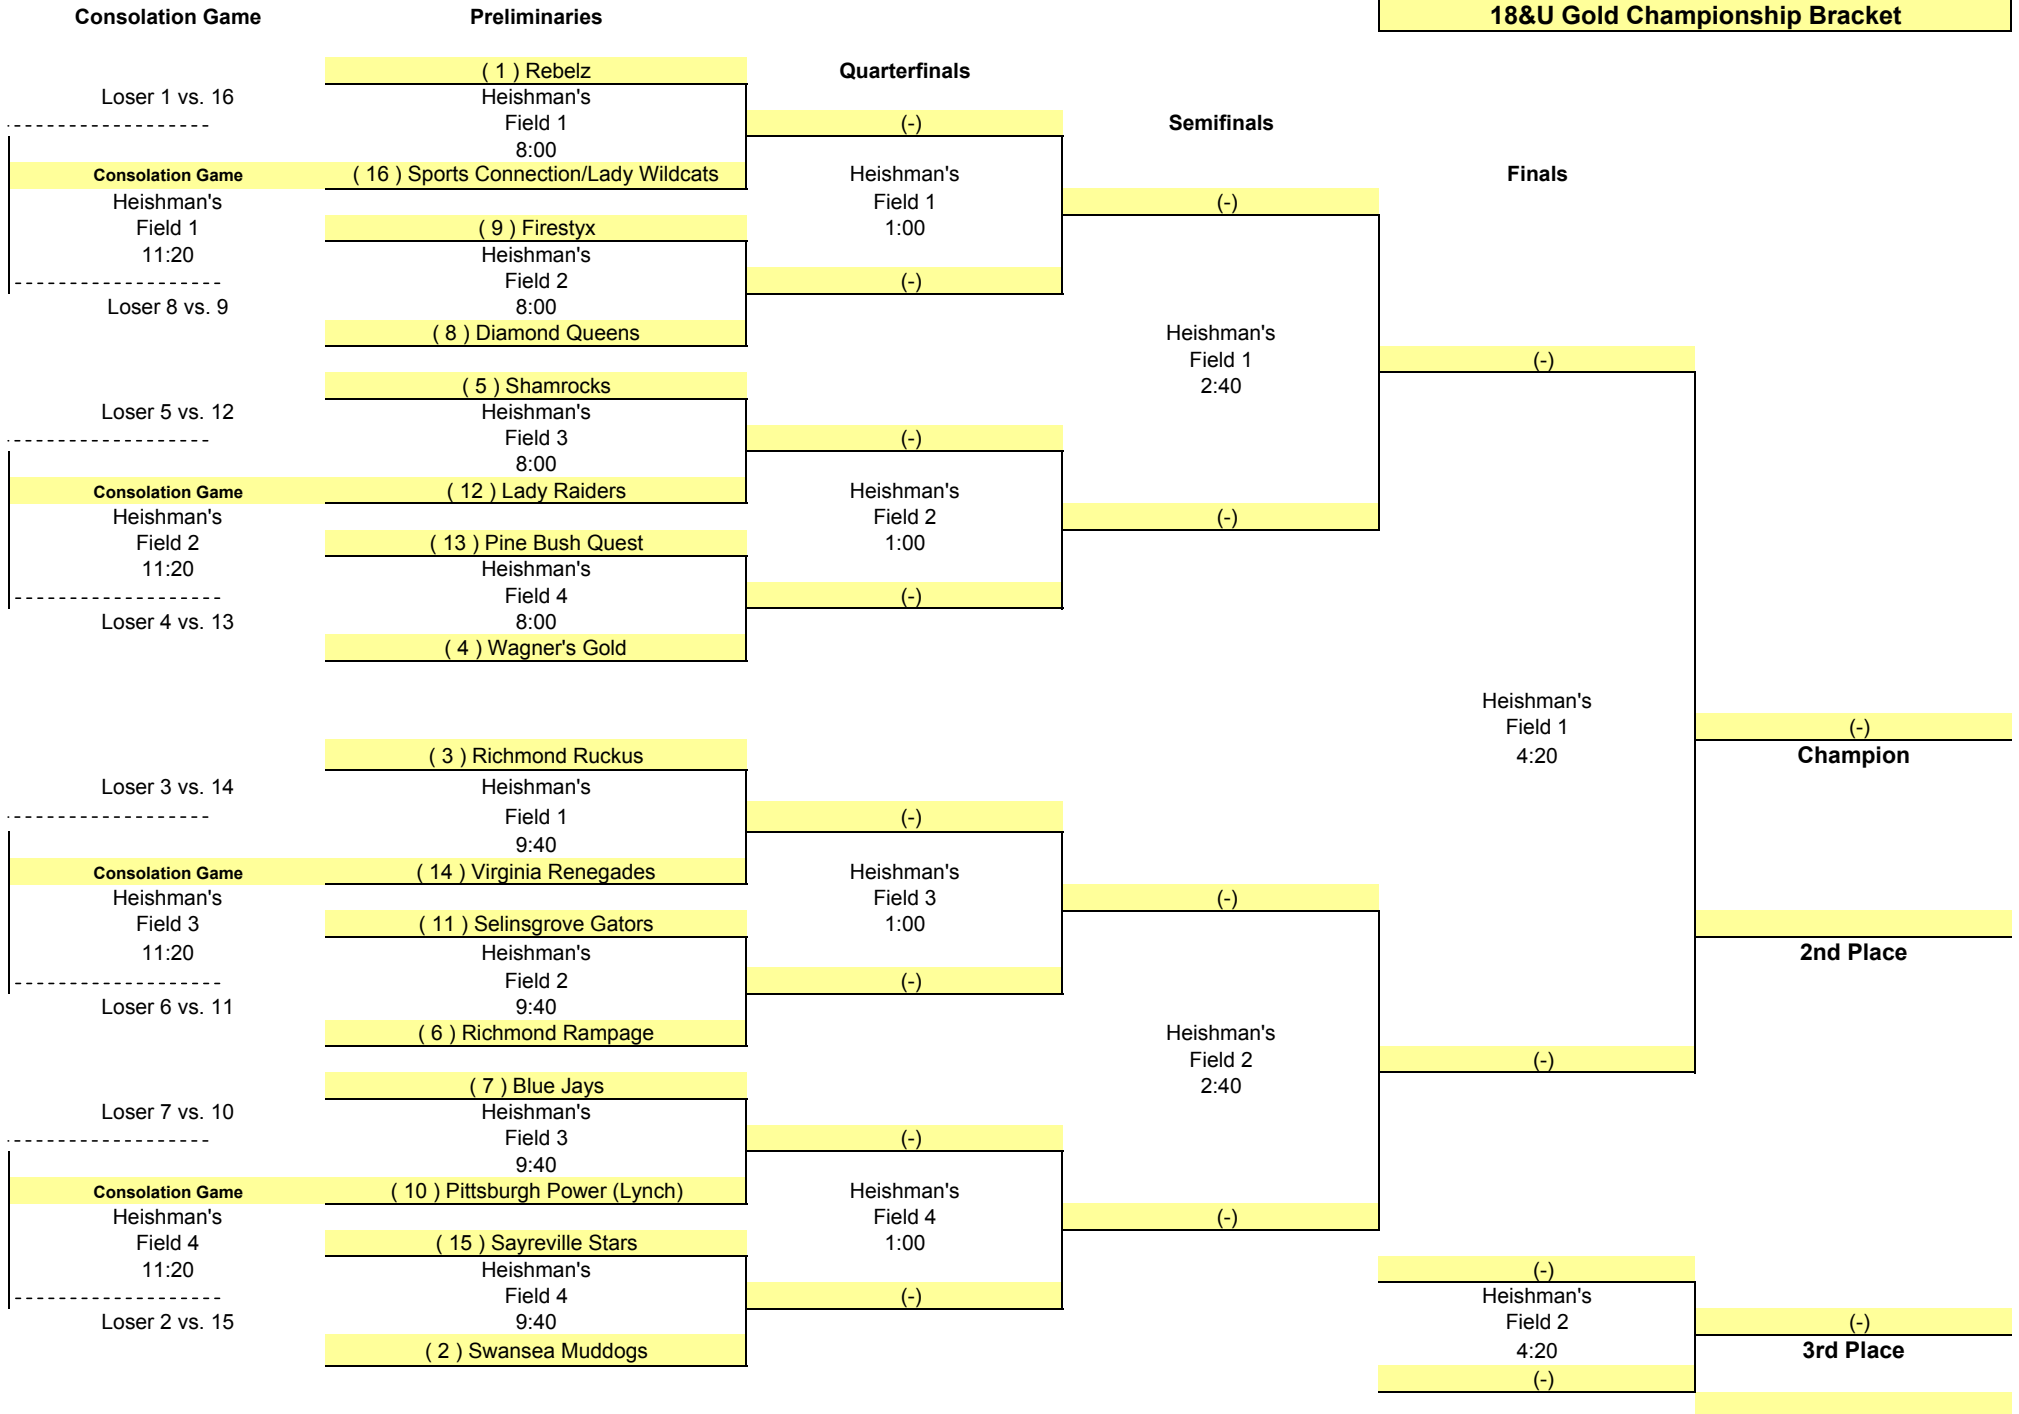 18&U Gold Championship Bracket
Consolation Game
Preliminaries
Quarterfinals
Semifinals
Finals
Loser 1 vs. 16
Consolation Game
Heishman's
Field 1
11:20
Loser 8 vs. 9
Loser 5 vs. 12
Consolation Game
Heishman's
Field 2
11:20
Loser 4 vs. 13
Loser 3 vs. 14
Consolation Game
Heishman's
Field 3
11:20
Loser 6 vs. 11
Loser 7 vs. 10
Consolation Game
Heishman's
Field 4
11:20
Loser 2 vs. 15
( 1 ) Rebelz
Heishman's
Field 1
8:00
( 16 ) Sports Connection/Lady Wildcats
( 9 ) Firestyx
Heishman's
Field 2
8:00
( 8 ) Diamond Queens
( 5 ) Shamrocks
Heishman's
Field 3
8:00
( 12 ) Lady Raiders
( 13 ) Pine Bush Quest
Heishman's
Field 4
8:00
( 4 ) Wagner's Gold
( 3 ) Richmond Ruckus
Heishman's
Field 1
9:40
( 14 ) Virginia Renegades
( 11 ) Selinsgrove Gators
Heishman's
Field 2
9:40
( 6 ) Richmond Rampage
( 7 ) Blue Jays
Heishman's
Field 3
9:40
( 10 ) Pittsburgh Power (Lynch)
( 15 ) Sayreville Stars
Heishman's
Field 4
9:40
( 2 ) Swansea Muddogs
(-)
Heishman's
Field 1
1:00
(-)
(-)
Heishman's
Field 2
1:00
(-)
(-)
Heishman's
Field 3
1:00
(-)
(-)
Heishman's
Field 4
1:00
(-)
(-)
Heishman's
Field 1
2:40
(-)
(-)
Heishman's
Field 2
2:40
(-)
(-)
Heishman's
Field 1
4:20
(-)
(-)
Champion
2nd Place
(-)
Heishman's
Field 2
4:20
(-)
(-)
3rd Place